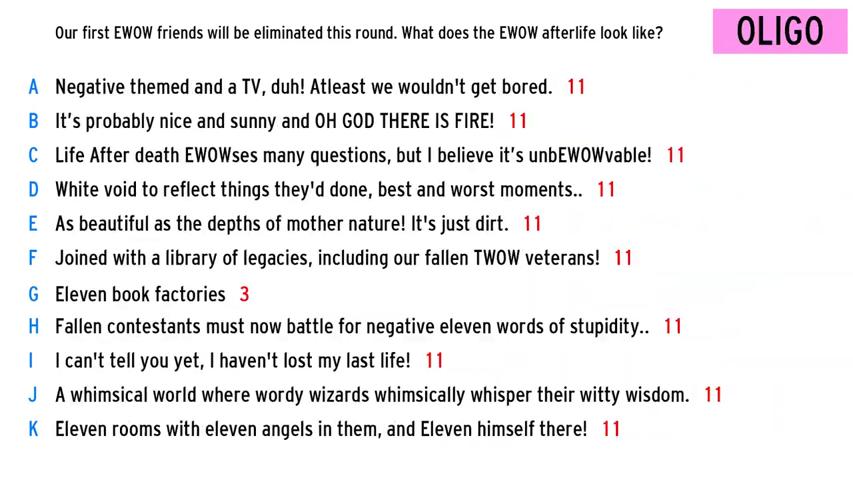 Our first EWOW friends will be eliminated this round. What does the EWOW afterlife look like?
OLIGO
A Negative themed and a TV, duh! Atleast we wouldn't get bored. 11
B It’s probably nice and sunny and OH GOD THERE IS FIRE! 11
C Life After death EWOWses many questions, but I believe it’s unbEWOWvable! 11
D White void to reflect things they'd done, best and worst moments.. 11
E As beautiful as the depths of mother nature! It's just dirt. 11
F Joined with a library of legacies, including our fallen TWOW veterans! 11
G Eleven book factories 3
H Fallen contestants must now battle for negative eleven words of stupidity.. 11
I I can't tell you yet, I haven't lost my last life! 11
J A whimsical world where wordy wizards whimsically whisper their witty wisdom. 11
K Eleven rooms with eleven angels in them, and Eleven himself there! 11